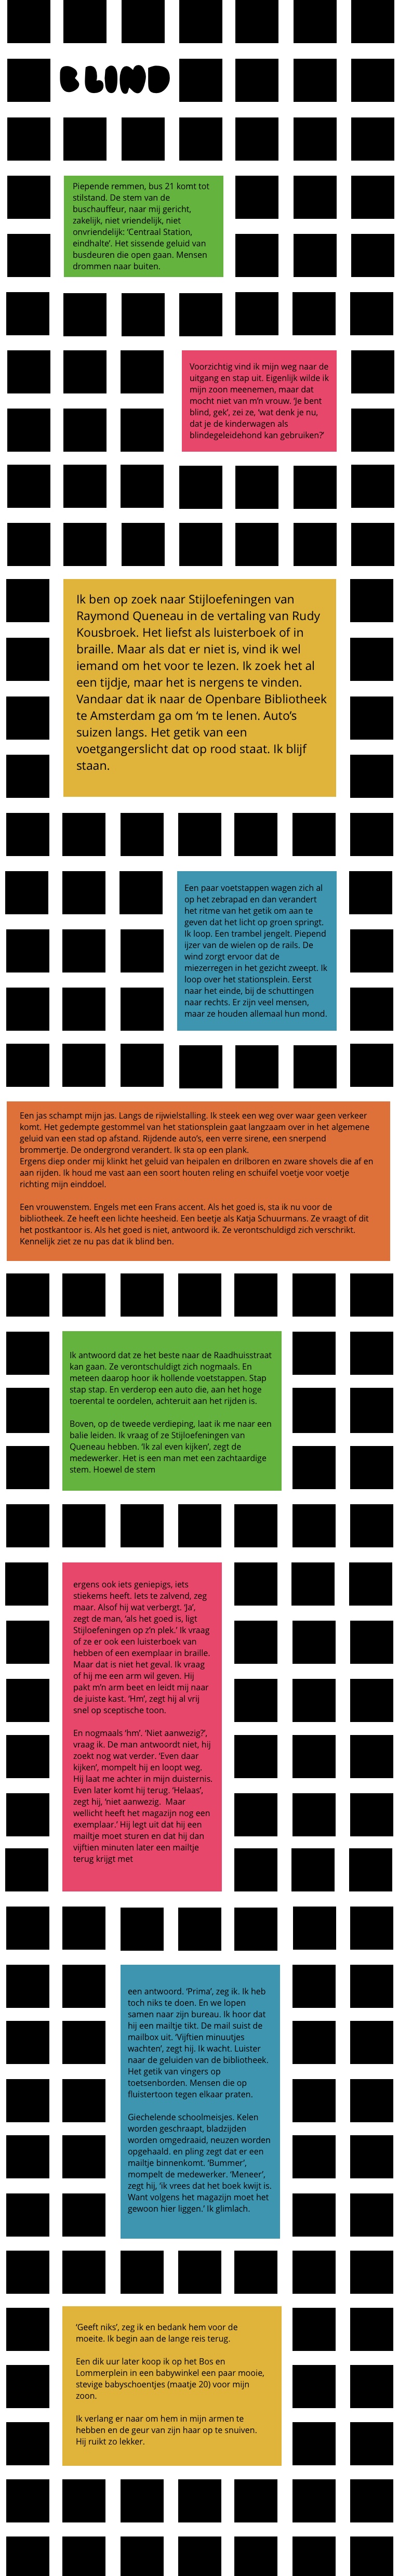 BLIND
Piepende remmen, bus 21 komt tot
stilstand. De stem van de
buschauffeur, naar mij gericht,
zakelijk, niet vriendelijk, niet
onvriendelijk: ‘Centraal Station,
eindhalte’. Het sissende geluid van
busdeuren die open gaan. Mensen
drommen naar buiten.
Voorzichtig vind ik mijn weg naar de
uitgang en stap uit. Eigenlijk wilde ik
mijn zoon meenemen, maar dat
mocht niet van m’n vrouw. ‘Je bent
blind, gek’, zei ze, ‘wat denk je nu,
dat je de kinderwagen als
blindegeleidehond kan gebruiken?’
Ik ben op zoek naar Stijloefeningen van
Raymond Queneau in de vertaling van Rudy
Kousbroek. Het liefst als luisterboek of in
braille. Maar als dat er niet is, vind ik wel
iemand om het voor te lezen. Ik zoek het al
een tijdje, maar het is nergens te vinden.
Vandaar dat ik naar de Openbare Bibliotheek
te Amsterdam ga om ‘m te lenen. Auto’s
suizen langs. Het getik van een
voetgangerslicht dat op rood staat. Ik blijf
staan.
Een paar voetstappen wagen zich al
op het zebrapad en dan verandert
het ritme van het getik om aan te
geven dat het licht op groen springt.
Ik loop. Een trambel jengelt. Piepend
ijzer van de wielen op de rails. De
wind zorgt ervoor dat de
miezerregen in het gezicht zweept. Ik
loop over het stationsplein. Eerst
naar het einde, bij de schuttingen
naar rechts. Er zijn veel mensen,
maar ze houden allemaal hun mond.
Een jas schampt mijn jas. Langs de rijwielstalling. Ik steek een weg over waar geen verkeer
komt. Het gedempte gestommel van het stationsplein gaat langzaam over in het algemene
geluid van een stad op afstand. Rijdende auto’s, een verre sirene, een snerpend
brommertje. De ondergrond verandert. Ik sta op een plank.
Ergens diep onder mij klinkt het geluid van heipalen en drilboren en zware shovels die af en
aan rijden. Ik houd me vast aan een soort houten reling en schuifel voetje voor voetje
richting mijn einddoel.
Een vrouwenstem. Engels met een Frans accent. Als het goed is, sta ik nu voor de
bibliotheek. Ze heeft een lichte heesheid. Een beetje als Katja Schuurmans. Ze vraagt of dit
het postkantoor is. Als het goed is niet, antwoord ik. Ze verontschuldigd zich verschrikt.
Kennelijk ziet ze nu pas dat ik blind ben.
Ik antwoord dat ze het beste naar de Raadhuisstraat
kan gaan. Ze verontschuldigt zich nogmaals. En
meteen daarop hoor ik hollende voetstappen. Stap
stap stap. En verderop een auto die, aan het hoge
toerental te oordelen, achteruit aan het rijden is.
Boven, op de tweede verdieping, laat ik me naar een
balie leiden. Ik vraag of ze Stijloefeningen van
Queneau hebben. ‘Ik zal even kijken’, zegt de
medewerker. Het is een man met een zachtaardige
stem. Hoewel de stem
ergens ook iets geniepigs, iets
stiekems heeft. Iets te zalvend, zeg
maar. Alsof hij wat verbergt. ‘Ja’,
zegt de man, ‘als het goed is, ligt
Stijloefeningen op z’n plek.’ Ik vraag
of ze er ook een luisterboek van
hebben of een exemplaar in braille.
Maar dat is niet het geval. Ik vraag
of hij me een arm wil geven. Hij
pakt m’n arm beet en leidt mij naar
de juiste kast. ‘Hm’, zegt hij al vrij
snel op sceptische toon.
En nogmaals ‘hm’. ‘Niet aanwezig?’,
vraag ik. De man antwoordt niet, hij
zoekt nog wat verder. ‘Even daar
kijken’, mompelt hij en loopt weg.
Hij laat me achter in mijn duisternis.
Even later komt hij terug. ‘Helaas’,
zegt hij, ‘niet aanwezig. Maar
wellicht heeft het magazijn nog een
exemplaar.’ Hij legt uit dat hij een
mailtje moet sturen en dat hij dan
vijftien minuten later een mailtje
terug krijgt met
een antwoord. ‘Prima’, zeg ik. Ik heb
toch niks te doen. En we lopen
samen naar zijn bureau. Ik hoor dat
hij een mailtje tikt. De mail suist de
mailbox uit. ‘Vijftien minuutjes
wachten’, zegt hij. Ik wacht. Luister
naar de geluiden van de bibliotheek.
Het getik van vingers op
toetsenborden. Mensen die op
fluistertoon tegen elkaar praten.
Giechelende schoolmeisjes. Kelen
worden geschraapt, bladzijden
worden omgedraaid, neuzen worden
opgehaald. en pling zegt dat er een
mailtje binnenkomt. ‘Bummer’,
mompelt de medewerker. ‘Meneer’,
zegt hij, ‘ik vrees dat het boek kwijt is.
Want volgens het magazijn moet het
gewoon hier liggen.’ Ik glimlach.
‘Geeft niks’, zeg ik en bedank hem voor de
moeite. Ik begin aan de lange reis terug.
Een dik uur later koop ik op het Bos en
Lommerplein in een babywinkel een paar mooie,
stevige babyschoentjes (maatje 20) voor mijn
zoon.
Ik verlang er naar om hem in mijn armen te
hebben en de geur van zijn haar op te snuiven.
Hij ruikt zo lekker.